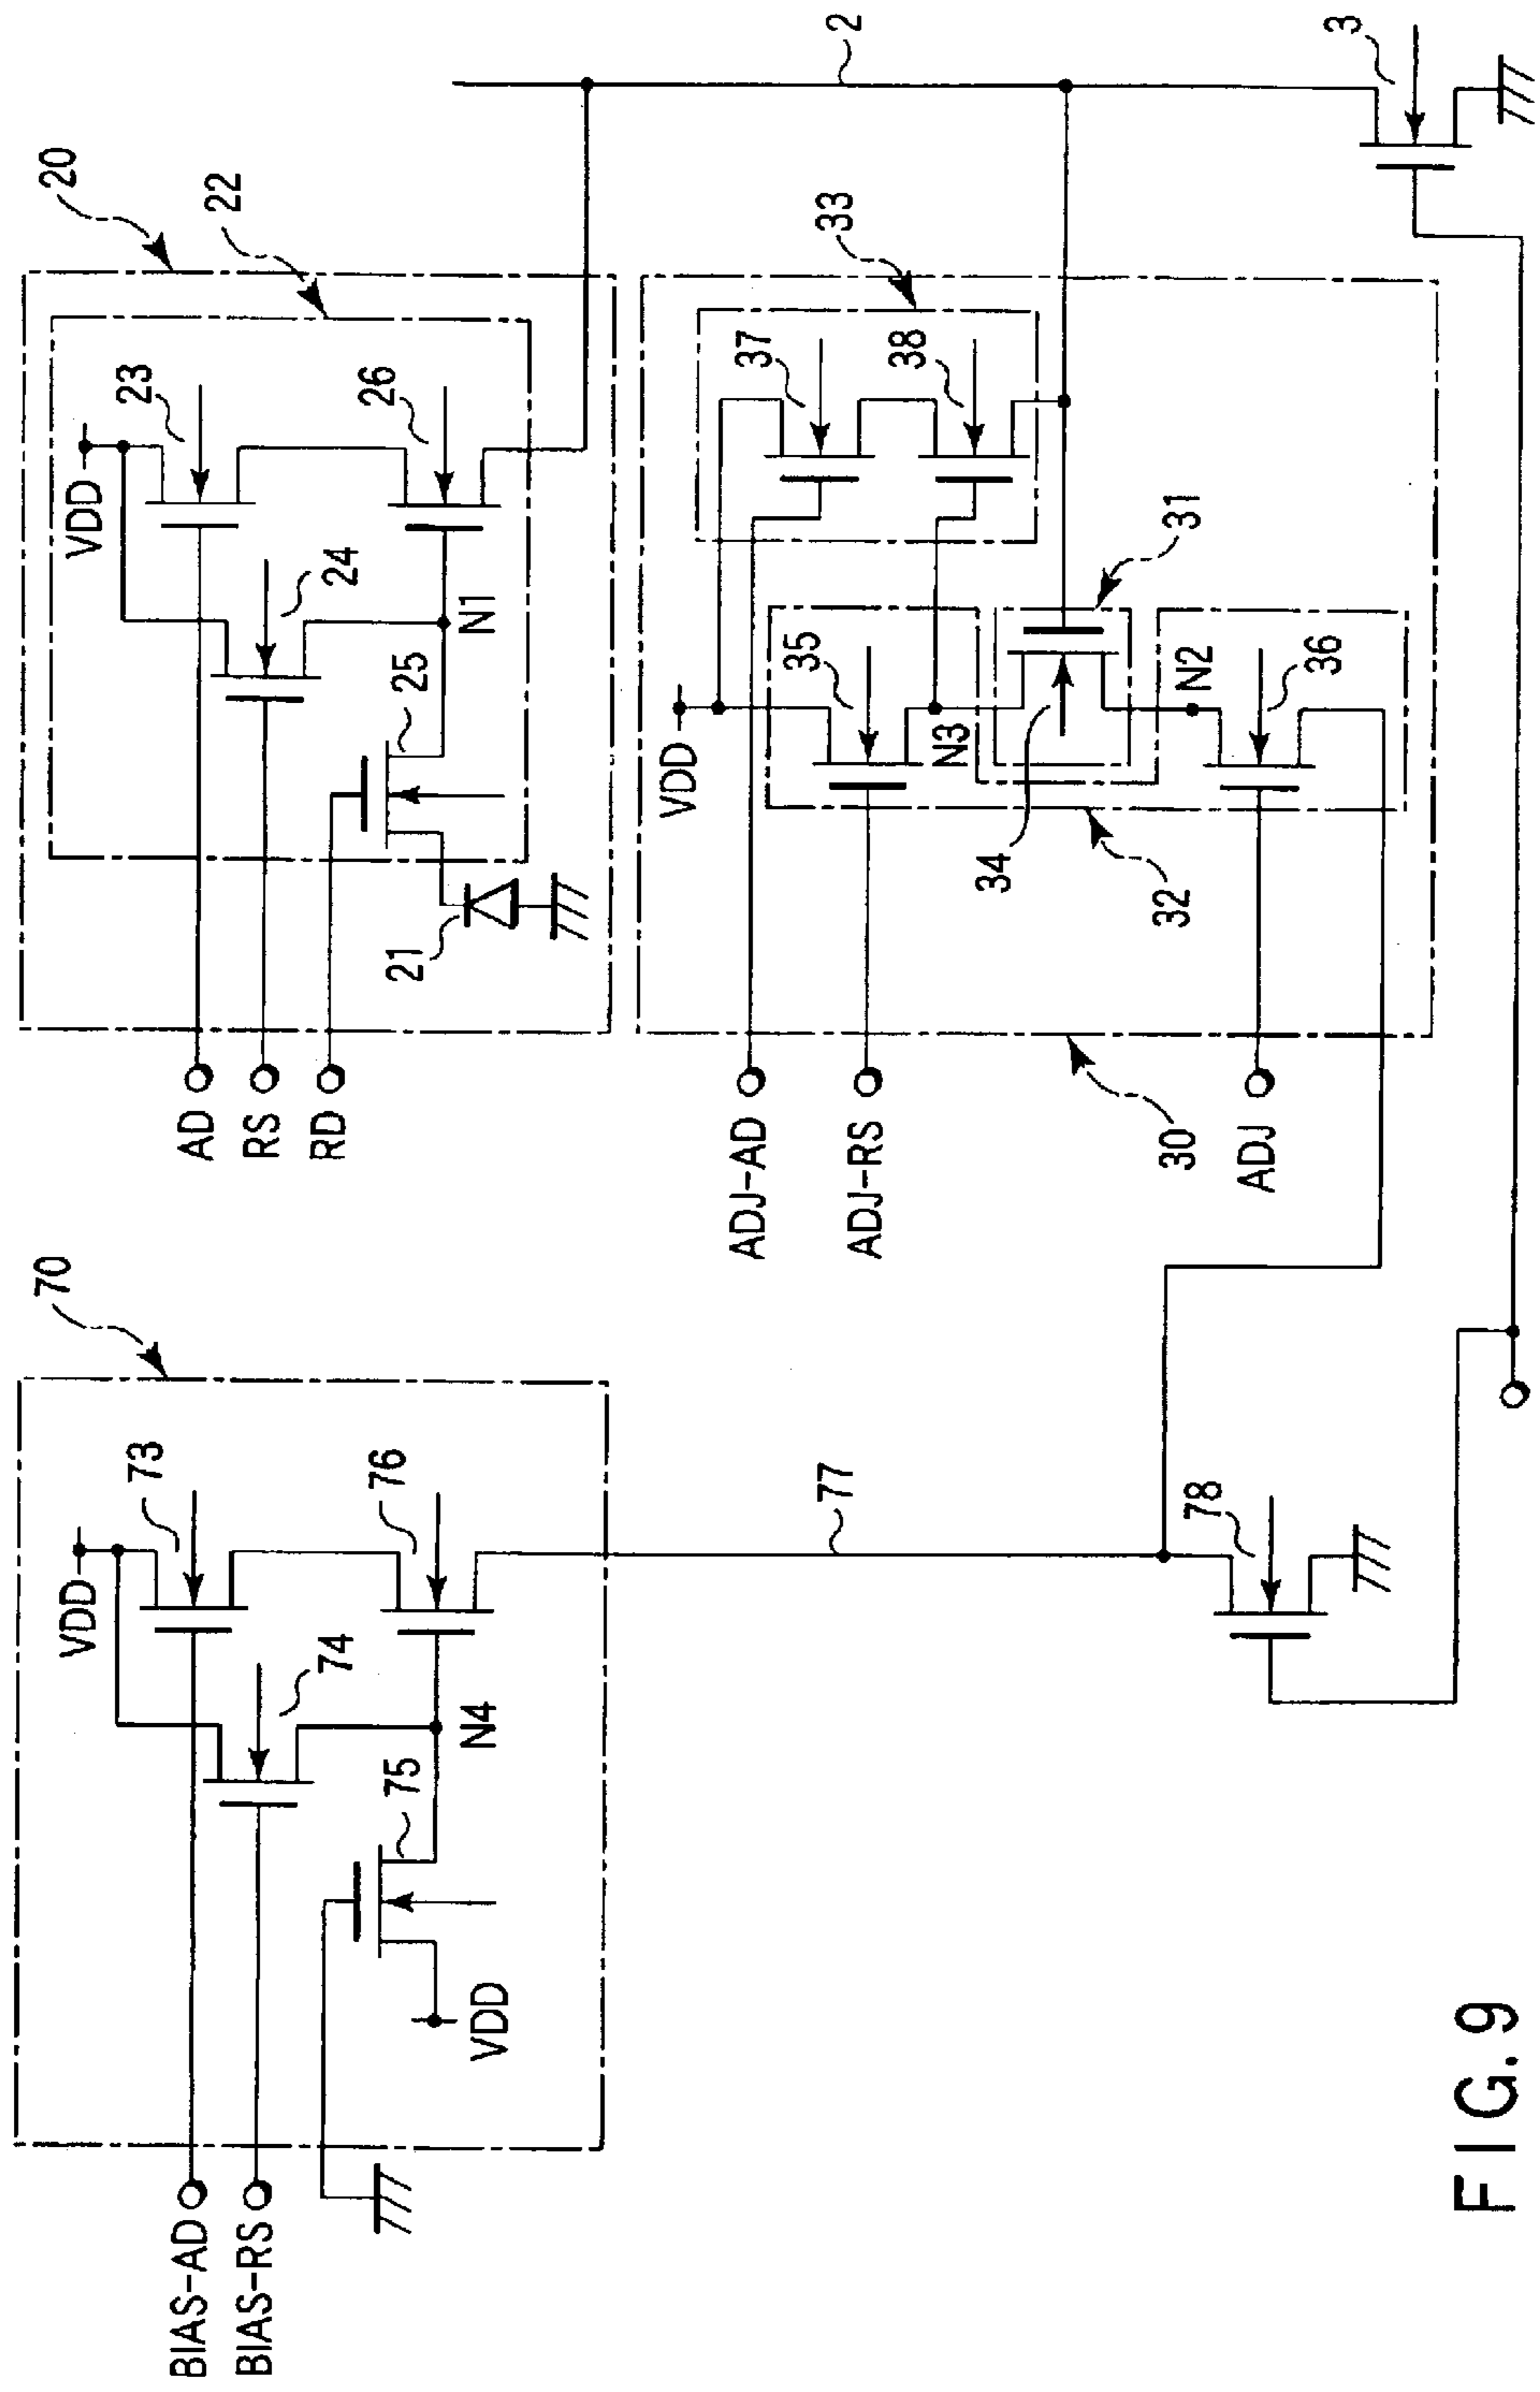 70
BIAS-AD
BIAS-RS
VDD
73
74
75
76
N4
VDD
77
78
20
22
AD
RS
RD
VDD
23
24
25
26
N1
21
2
3
30
ADJ-AD
ADJ-RS
ADJ
VDD
33
37
38
35
N3
31
34
32
N2
36
FIG. 9